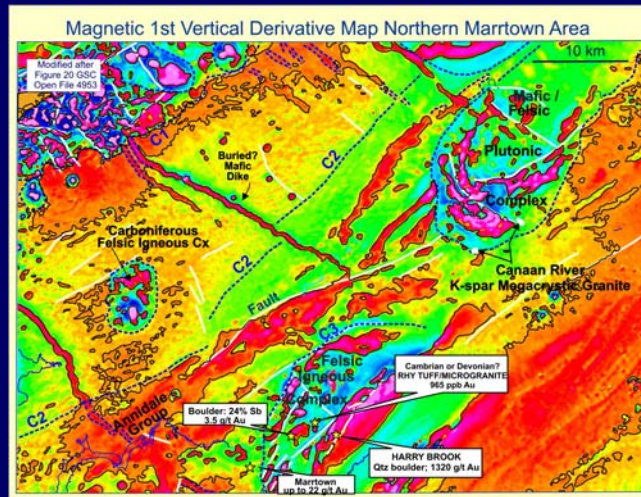 Magnetic 1st Vertical Derivative Map Northern Marrtown Area
Modified after
Figure 20 GSC
Open File 4953
10 km
C1
Mafic /
Felsic
Plutonic
Complex
Buried?
Mafic
Dike
C2
Carboniferous
Felsic Igneous Cx
C2
Canaan River
K-spar Megacrystic Granite
Fault
C3
Felsic
Igneous
Complex
Cambrian or Devonian?
RHY TUFF/MICROGRANITE
965 ppb Au
C2
Annidale
Group
Boulder: 24% Sb
3.5 g/t Au
HARRY BROOK
Qtz boulder; 1320 g/t Au
Marrtown
up to 22 g/t Au